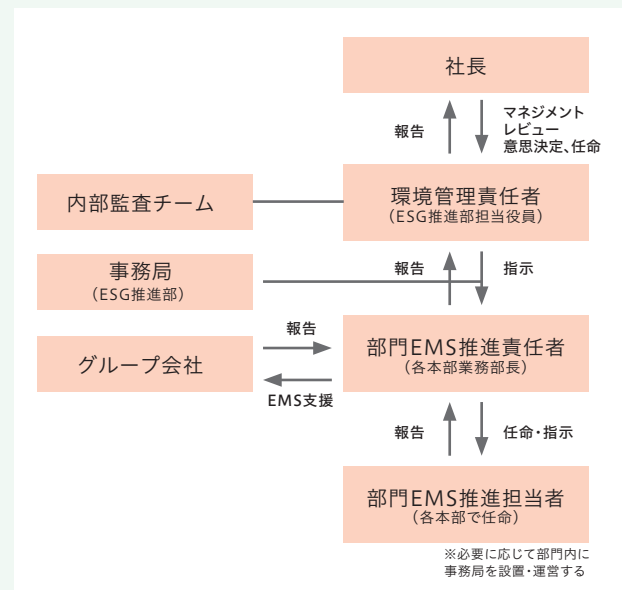 社長
報告
マネジメント
レビュー
意思決定、任命
内部監査チーム
環境管理責任者
(ESG推進部担当役員)
事務局
(ESG推進部)
報告
指示
グループ会社
報告
EMS支援
部門EMS推進責任者
(各本部業務部長)
報告
任命・指示
部門EMS推進担当者
(各本部で任命)
※必要に応じて部門内に
事務局を設置・運営する